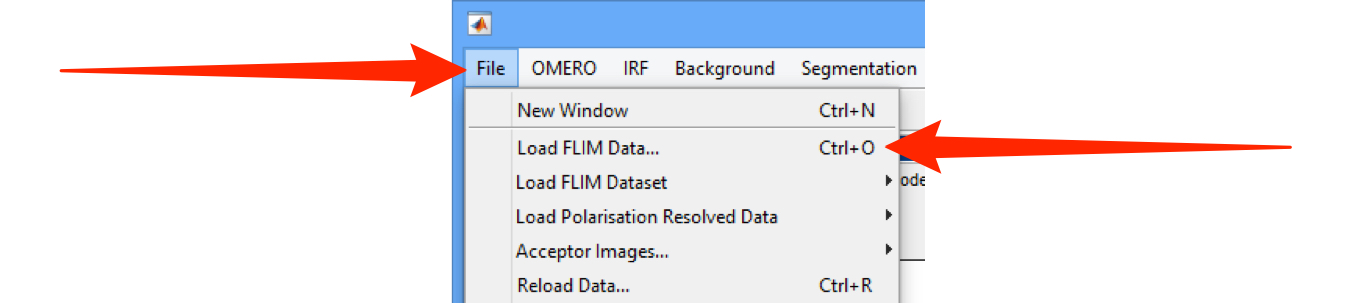 File OMERO IRF Background Segmentation
New Window Ctrl+N
Load FLIM Data... Ctrl+O
Load FLIM Dataset
Load Polarisation Resolved Data
Acceptor Images...
Reload Data... Ctrl+R